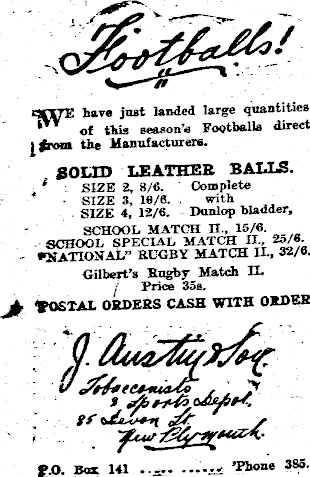 Footballs!
WE have just landed large quantities
of this season's Footballs direct
from the Manufacturers.
SOLID LEATHER BALLS.
SIZE 2, 8/6. Complete
SIZE 3, 10/6. with
SIZE 4, 12/6. Dunlop bladder,
SCHOOL MATCH II., 15/6.
SCHOOL SPECIAL MATCH II., 25/6.
"NATIONAL" RUGBY MATCH II., 32/6.
Gilbert's Rugby Match II.
Price 35s.
POSTAL ORDERS CASH WITH ORDER
J. Austin & Son.
Tobacconists
& Sports Depot.
85 Devon St.
New Plymouth.
P.O. Box 141 ...... ...... 'Phone 385.